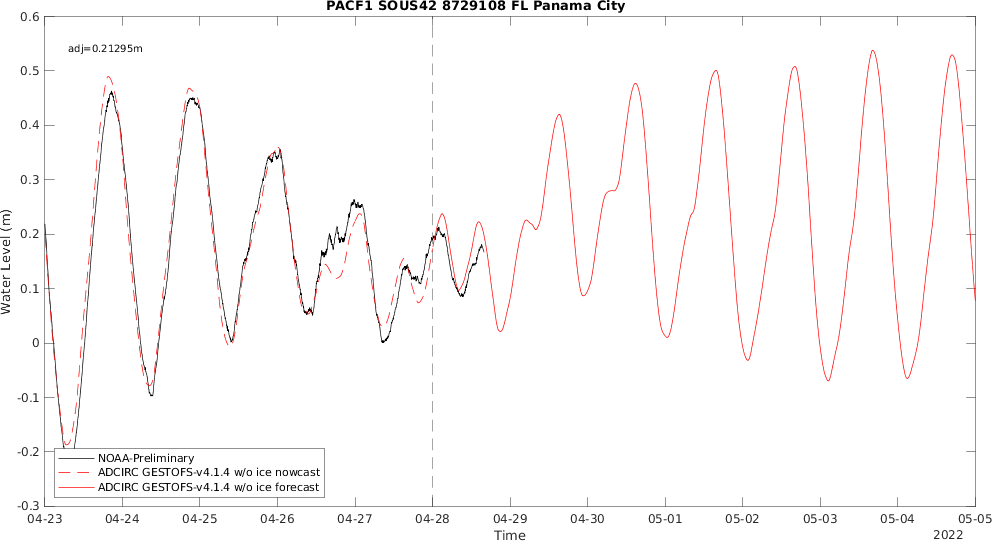 PACF1 SOUS42 8729108 FL Panama City
adj=0.21295m
Water Level (m)
0.6
0.5
0.4
0.3
0.2
0.1
0
-0.1
-0.2
-0.3
NOAA-Preliminary
ADCIRC GESTOFS-v4.1.4 w/o ice nowcast
ADCIRC GESTOFS-v4.1.4 w/o ice forecast
04-23 04-24 04-25 04-26 04-27 04-28 04-29 04-30 05-01 05-02 05-03 05-04 05-05
Time
2022